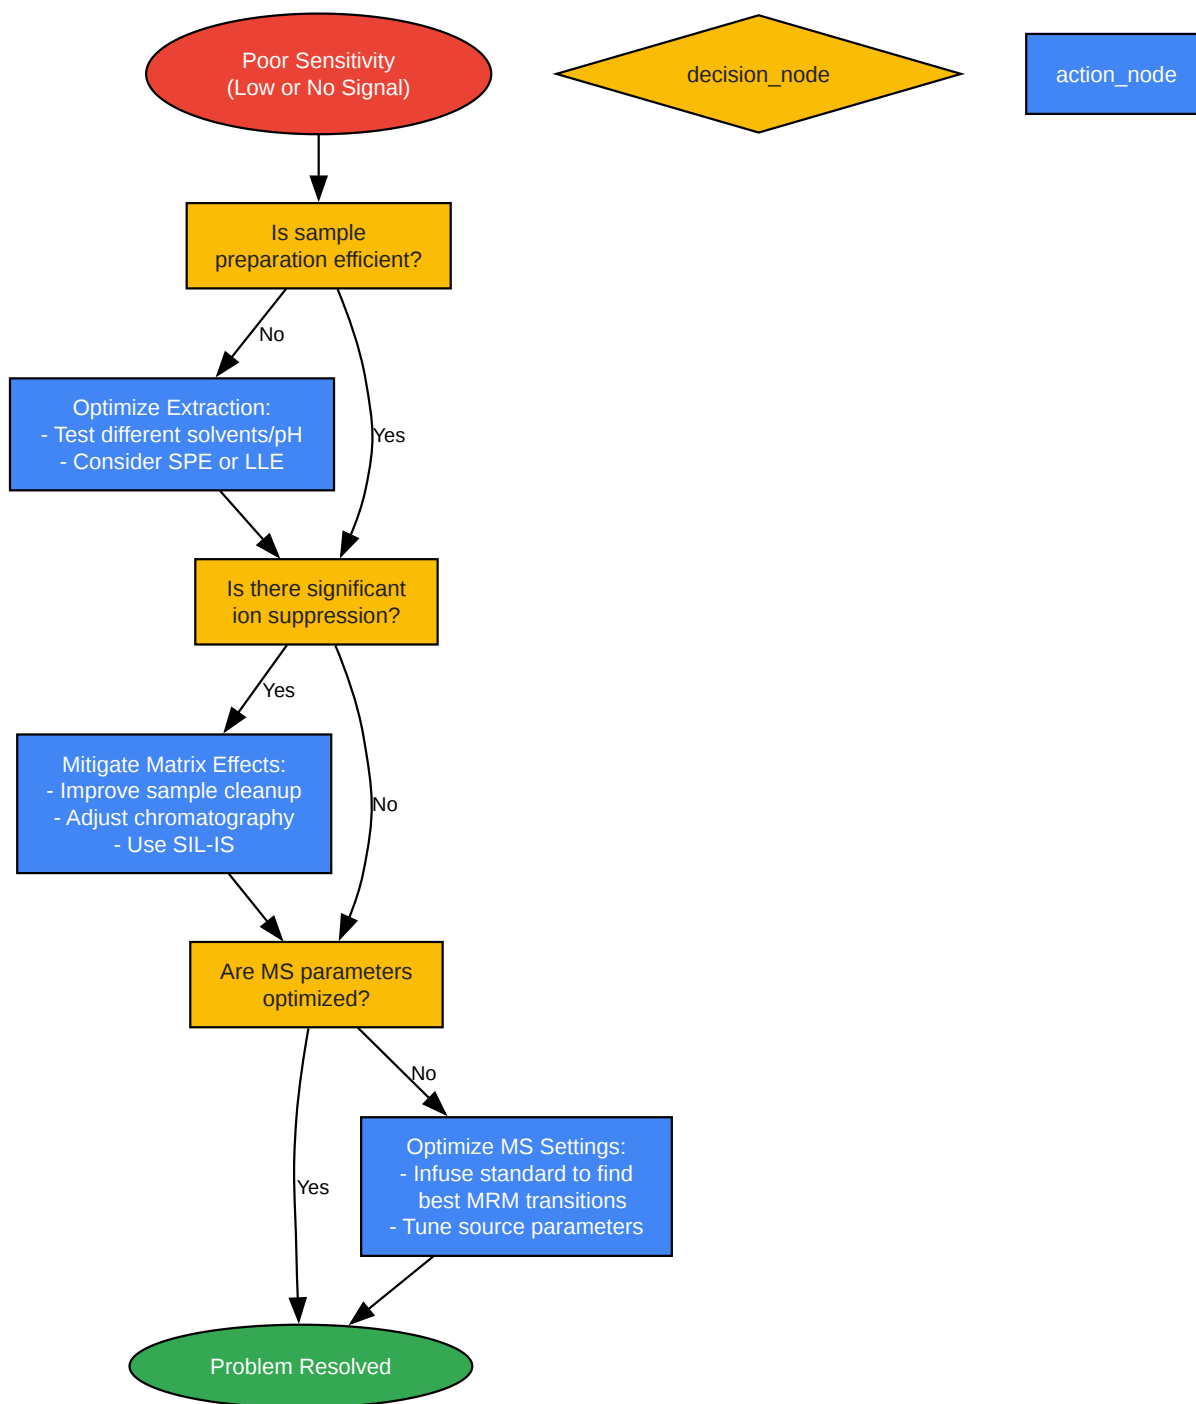 Poor Sensitivity
(Low or No Signal)
decision_node
action_node
Is sample
preparation efficient?
No
Yes
Optimize Extraction:
- Test different solvents/pH
- Consider SPE or LLE
Is there significant
ion suppression?
Yes
No
Mitigate Matrix Effects:
- Improve sample cleanup
- Adjust chromatography
- Use SIL-IS
Are MS parameters
optimized?
No
Yes
Optimize MS Settings:
- Infuse standard to find
best MRM transitions
- Tune source parameters
Problem Resolved